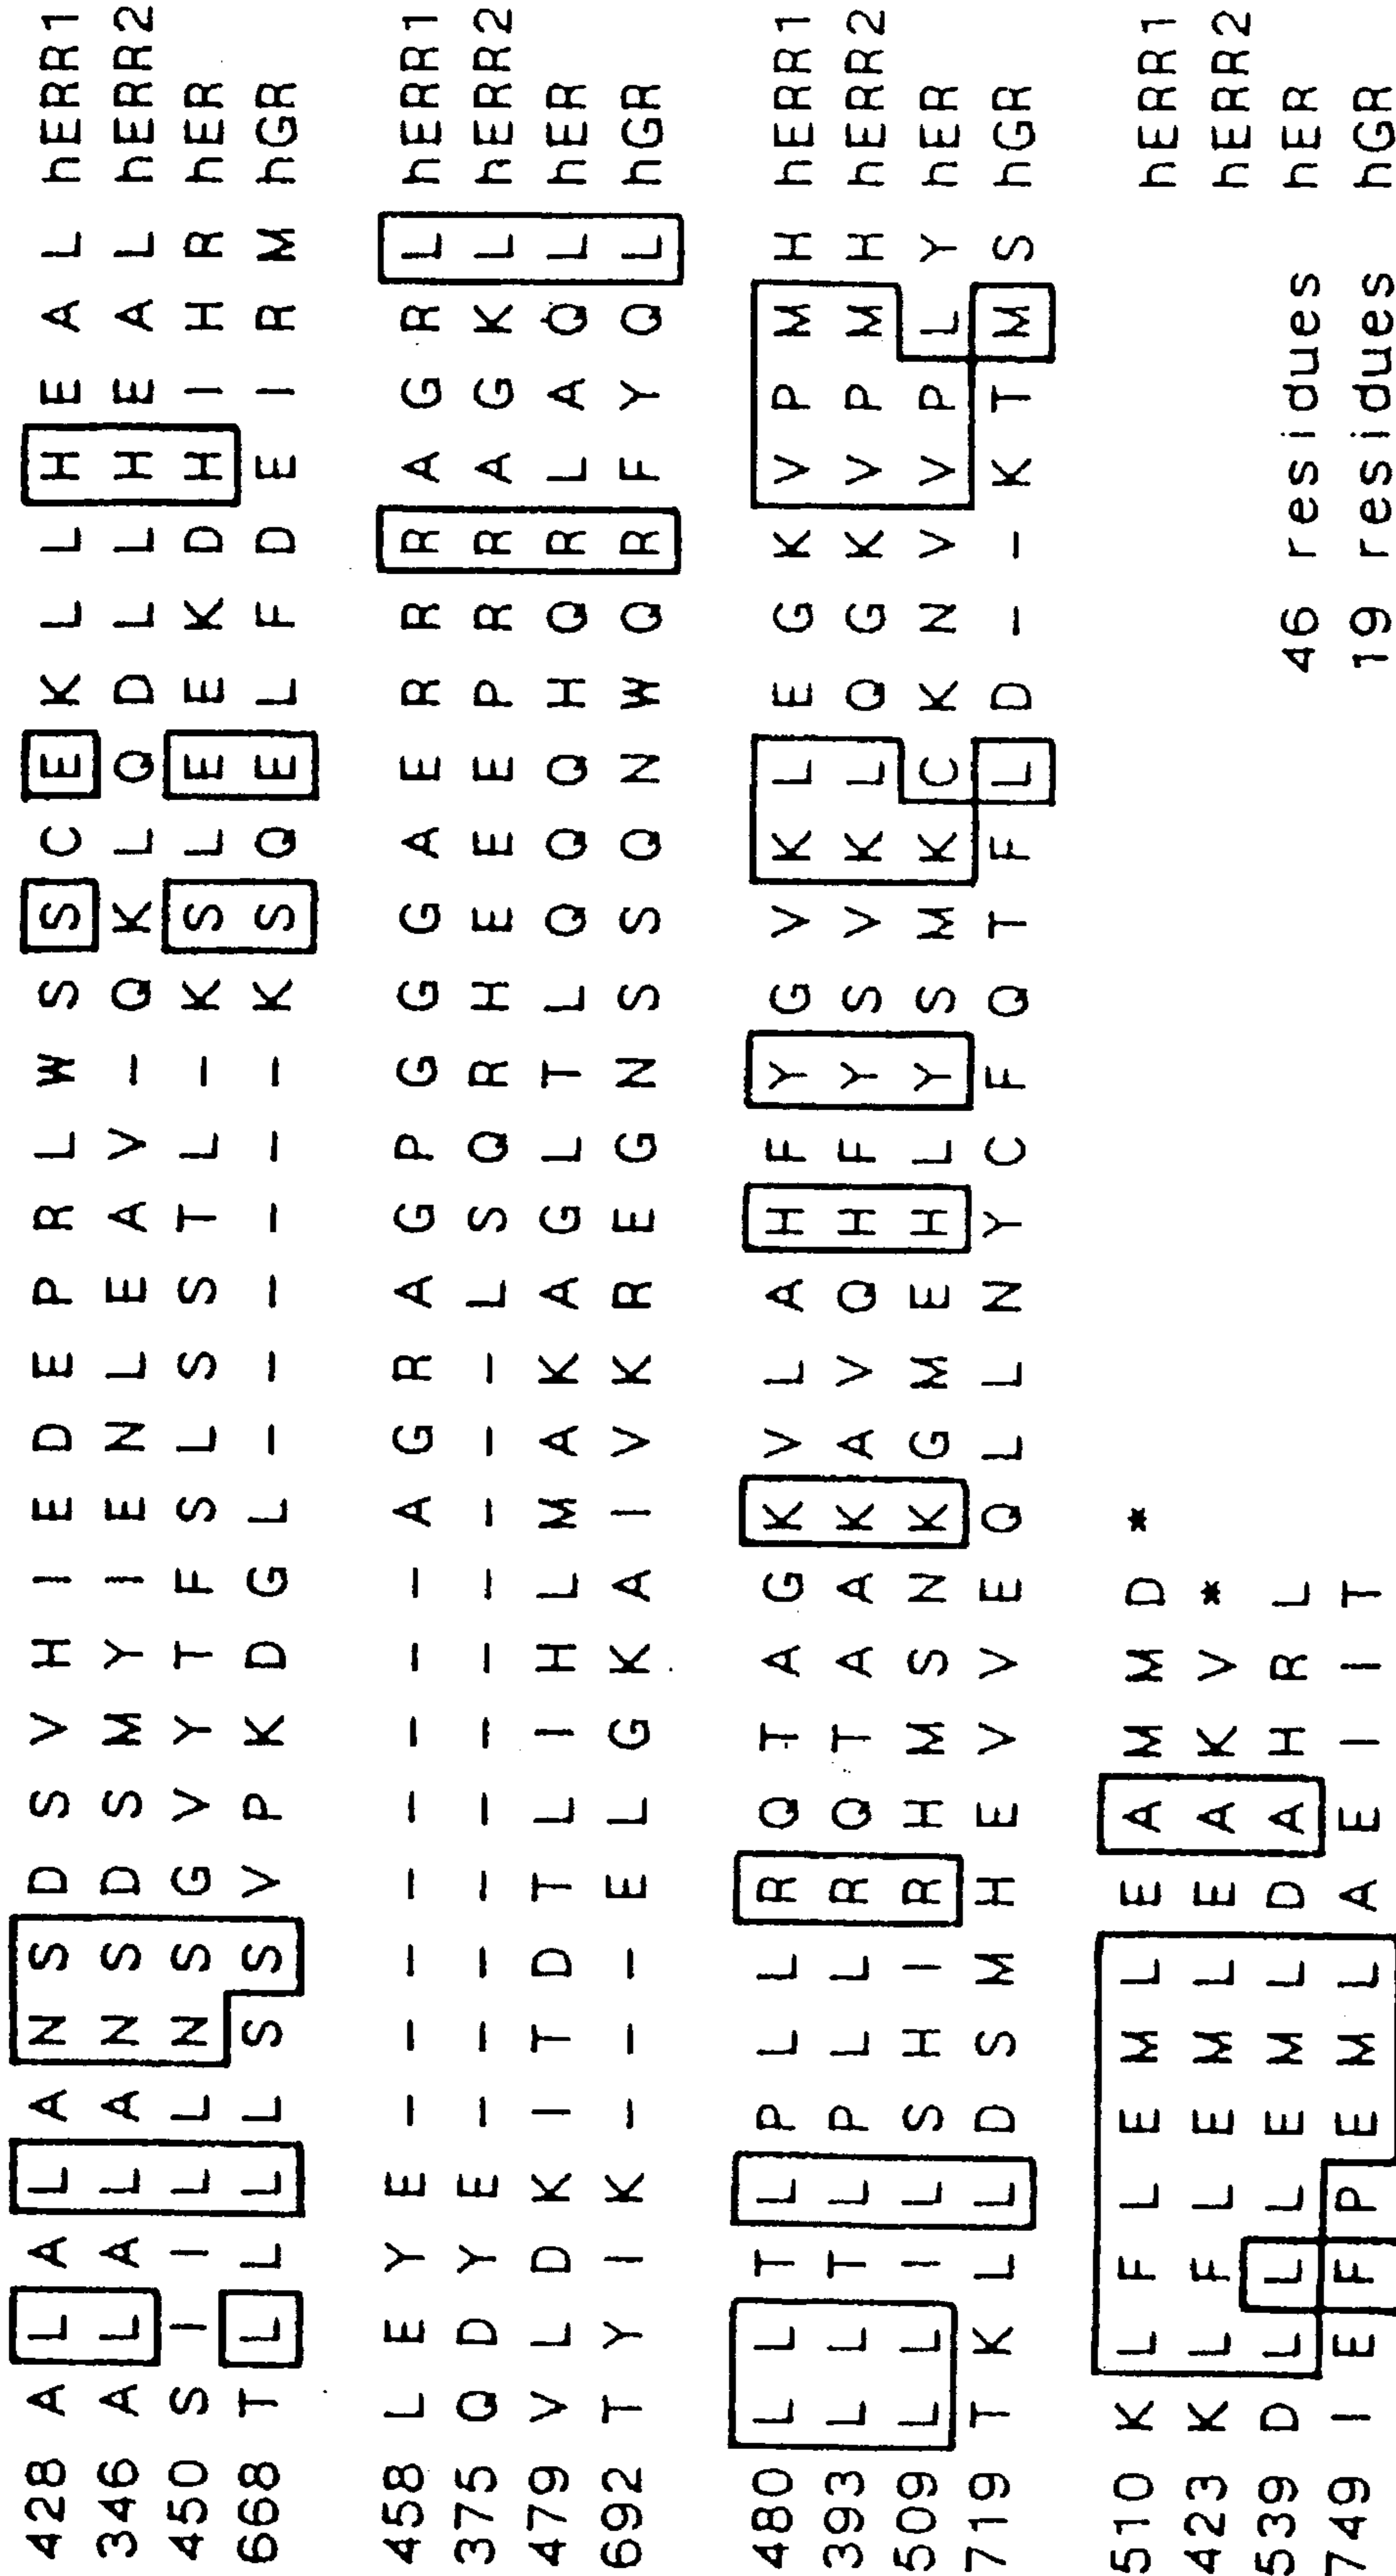 428 A L A L A N S D S V H I E D E P R L W S S C E K L L H E A L hERR1
346 A L A L A N S D S M Y I E N L E A V - Q K L Q D L L H E A L hERR2
450 S I I L L N S G V Y T F S L S S T L - K S L E E K D H I H R hER
668 T L L L L S S V P K D G L - - - - - - K S Q E L F D E I R M hGR
458 L E Y E - - - - - - - - A G R A G P G G G A E R R R A G R L hERR1
375 Q D Y E - - - - - - - - - - - L S Q R H E E E P R R A G K L hERR2
479 V L D K I T D T L I H L M A K A G L T L Q Q Q H Q R L A Q L hER
692 T Y I K - - - E L G K A I V K R E G N S S Q N W Q R F Y Q L hGR
480 L L T L P L L R Q T A G K V L A H F Y G V K L E G K V P M H hERR1
393 L L T L P L L R Q T A A K A V Q H F Y S V K L Q G K V P M H hERR2
509 L L I L S H I R H M S N K G M E H L Y S M K C K N V V P L Y hER
719 T K L L D S M H E V V E Q L L N Y C F Q T F L D - - K T M S hGR
510 K L F L E M L E A M M D * hERR1
423 K L F L E M L E A K V * hERR2
539 D L L L E M L D A H R L 46 residues hER
749 I E F P E M L A E I I T 19 residues hGR